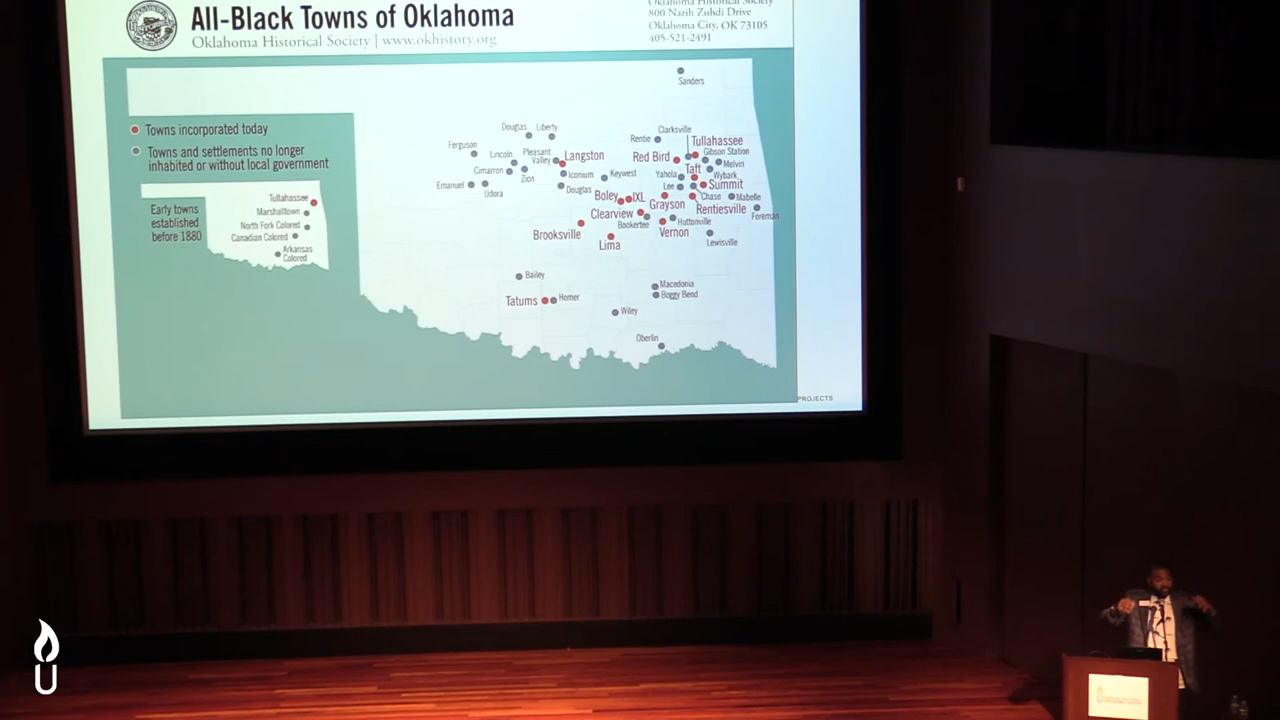 All-Black Towns of Oklahoma
Oklahoma Historical Society | www.okhistory.org
Oklahoma Historical Society
800 Nazih Zuhdi Drive
Oklahoma City, OK 73105
405-521-2491
Towns incorporated today
Towns and settlements no longer
inhabited or without local government
Early towns
established
before 1880
Tullahassee
Marshalltown
North Fork Colored
Canadian Colored
Arkansas
Colored
Sanders
Douglas
Liberty
Ferguson
Lincoln
Pleasant
Valley
Langston
Cimarron
Zion
Iconium
Keywest
Emanuel
Udora
Douglas
Rentie
Clarksville
Tullahassee
Red Bird
Gibson Station
Taft
Melvin
Yahola
Wybark
Lee
Summit
Boley
IXL
Grayson
Chase
Mabelle
Clearview
Rentiesville
Foreman
Bookertee
Huttonville
Brooksville
Vernon
Lima
Lewisville
Bailey
Macedonia
Boggy Bend
Tatums
Homer
Wiley
Oberlin
PROJECTS
U